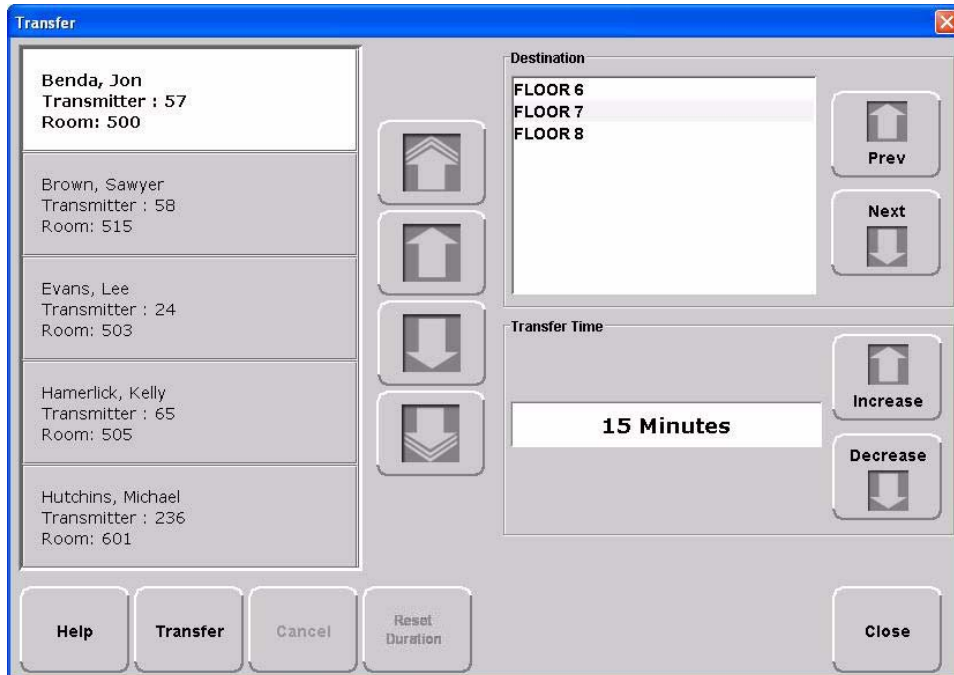 Transfer
Benda, Jon
Transmitter : 57
Room: 500
Brown, Sawyer
Transmitter : 58
Room: 515
Evans, Lee
Transmitter : 24
Room: 503
Hamerlick, Kelly
Transmitter : 65
Room: 505
Hutchins, Michael
Transmitter : 236
Room: 601
Destination
FLOOR 6
FLOOR 7
FLOOR 8
Prev
Next
Transfer Time
15 Minutes
Increase
Decrease
Help
Transfer
Cancel
Reset
Duration
Close